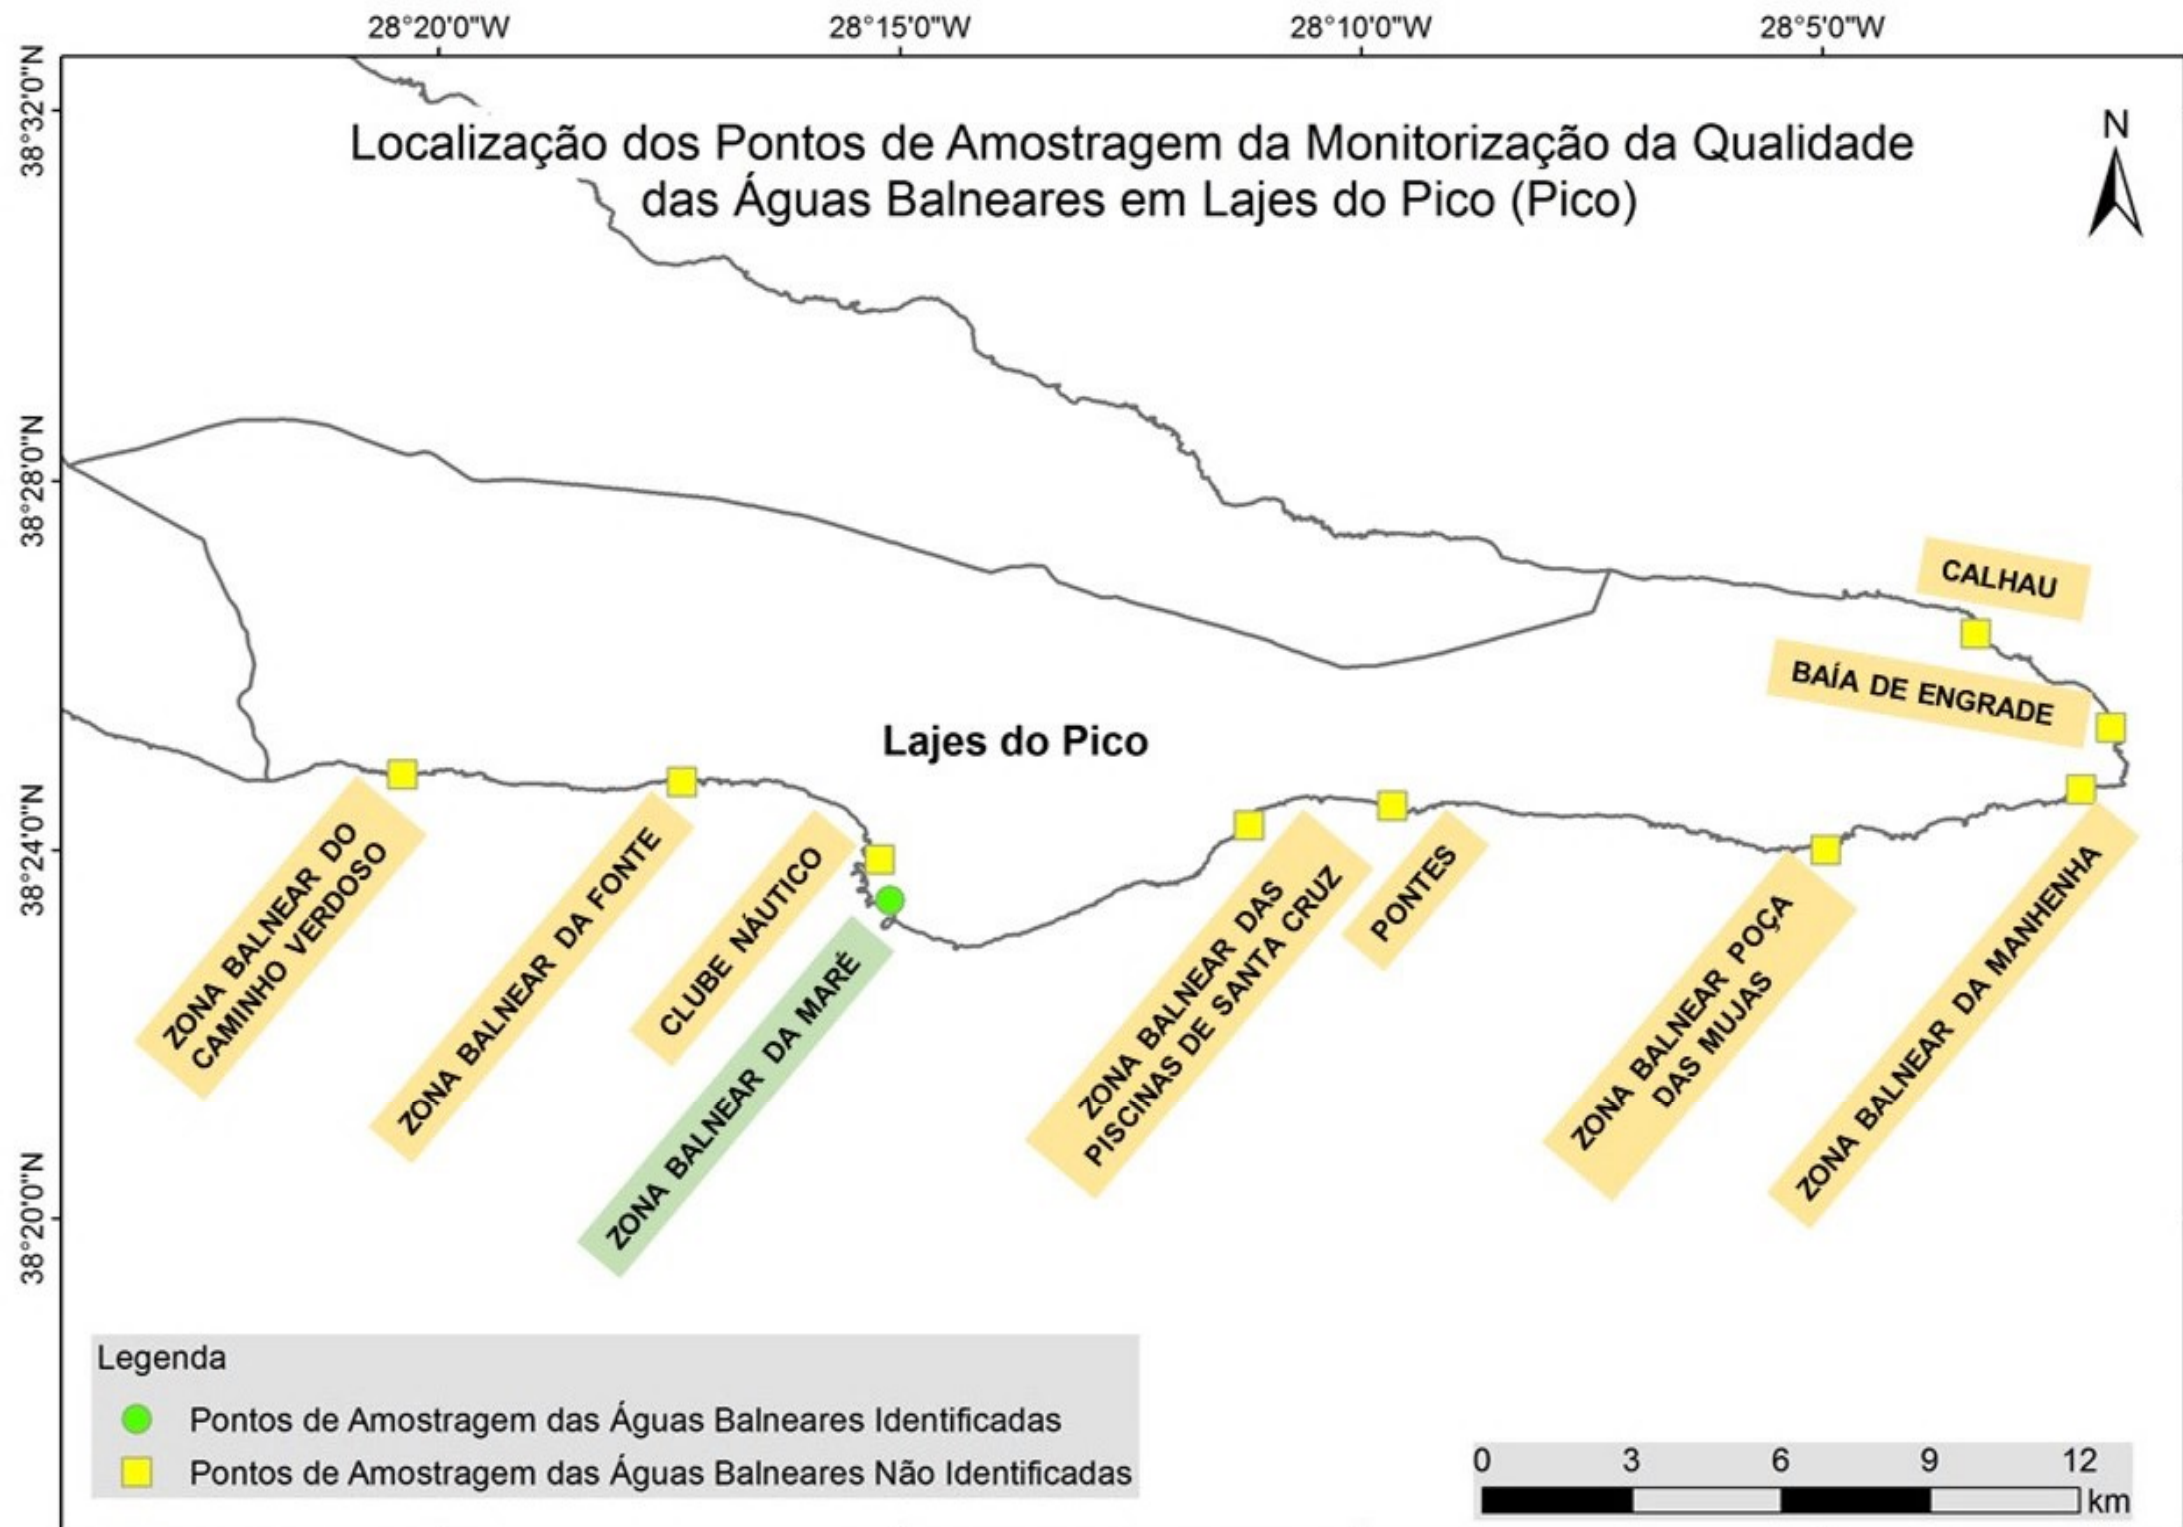 28°20'0"W 28°15'0"W 28°10'0"W 28°5'0"W
38°32'0"N
38°28'0"N
38°24'0"N
38°20'0"N
Localização dos Pontos de Amostragem da Monitorização da Qualidade
das Águas Balneares em Lajes do Pico (Pico)
N
CALHAU
BAÍA DE ENGRADE
Lajes do Pico
ZONA BALNEAR DO
CAMINHO VERDOSO
ZONA BALNEAR DA FONTE
CLUBE NÁUTICO
ZONA BALNEAR DA MARÉ
ZONA BALNEAR DAS
PISCINAS DE SANTA CRUZ
PONTES
ZONA BALNEAR POÇA
DAS MUJAS
ZONA BALNEAR DA MANHENHA
Legenda
Pontos de Amostragem das Águas Balneares Identificadas
Pontos de Amostragem das Águas Balneares Não Identificadas
0 3 6 9 12
km